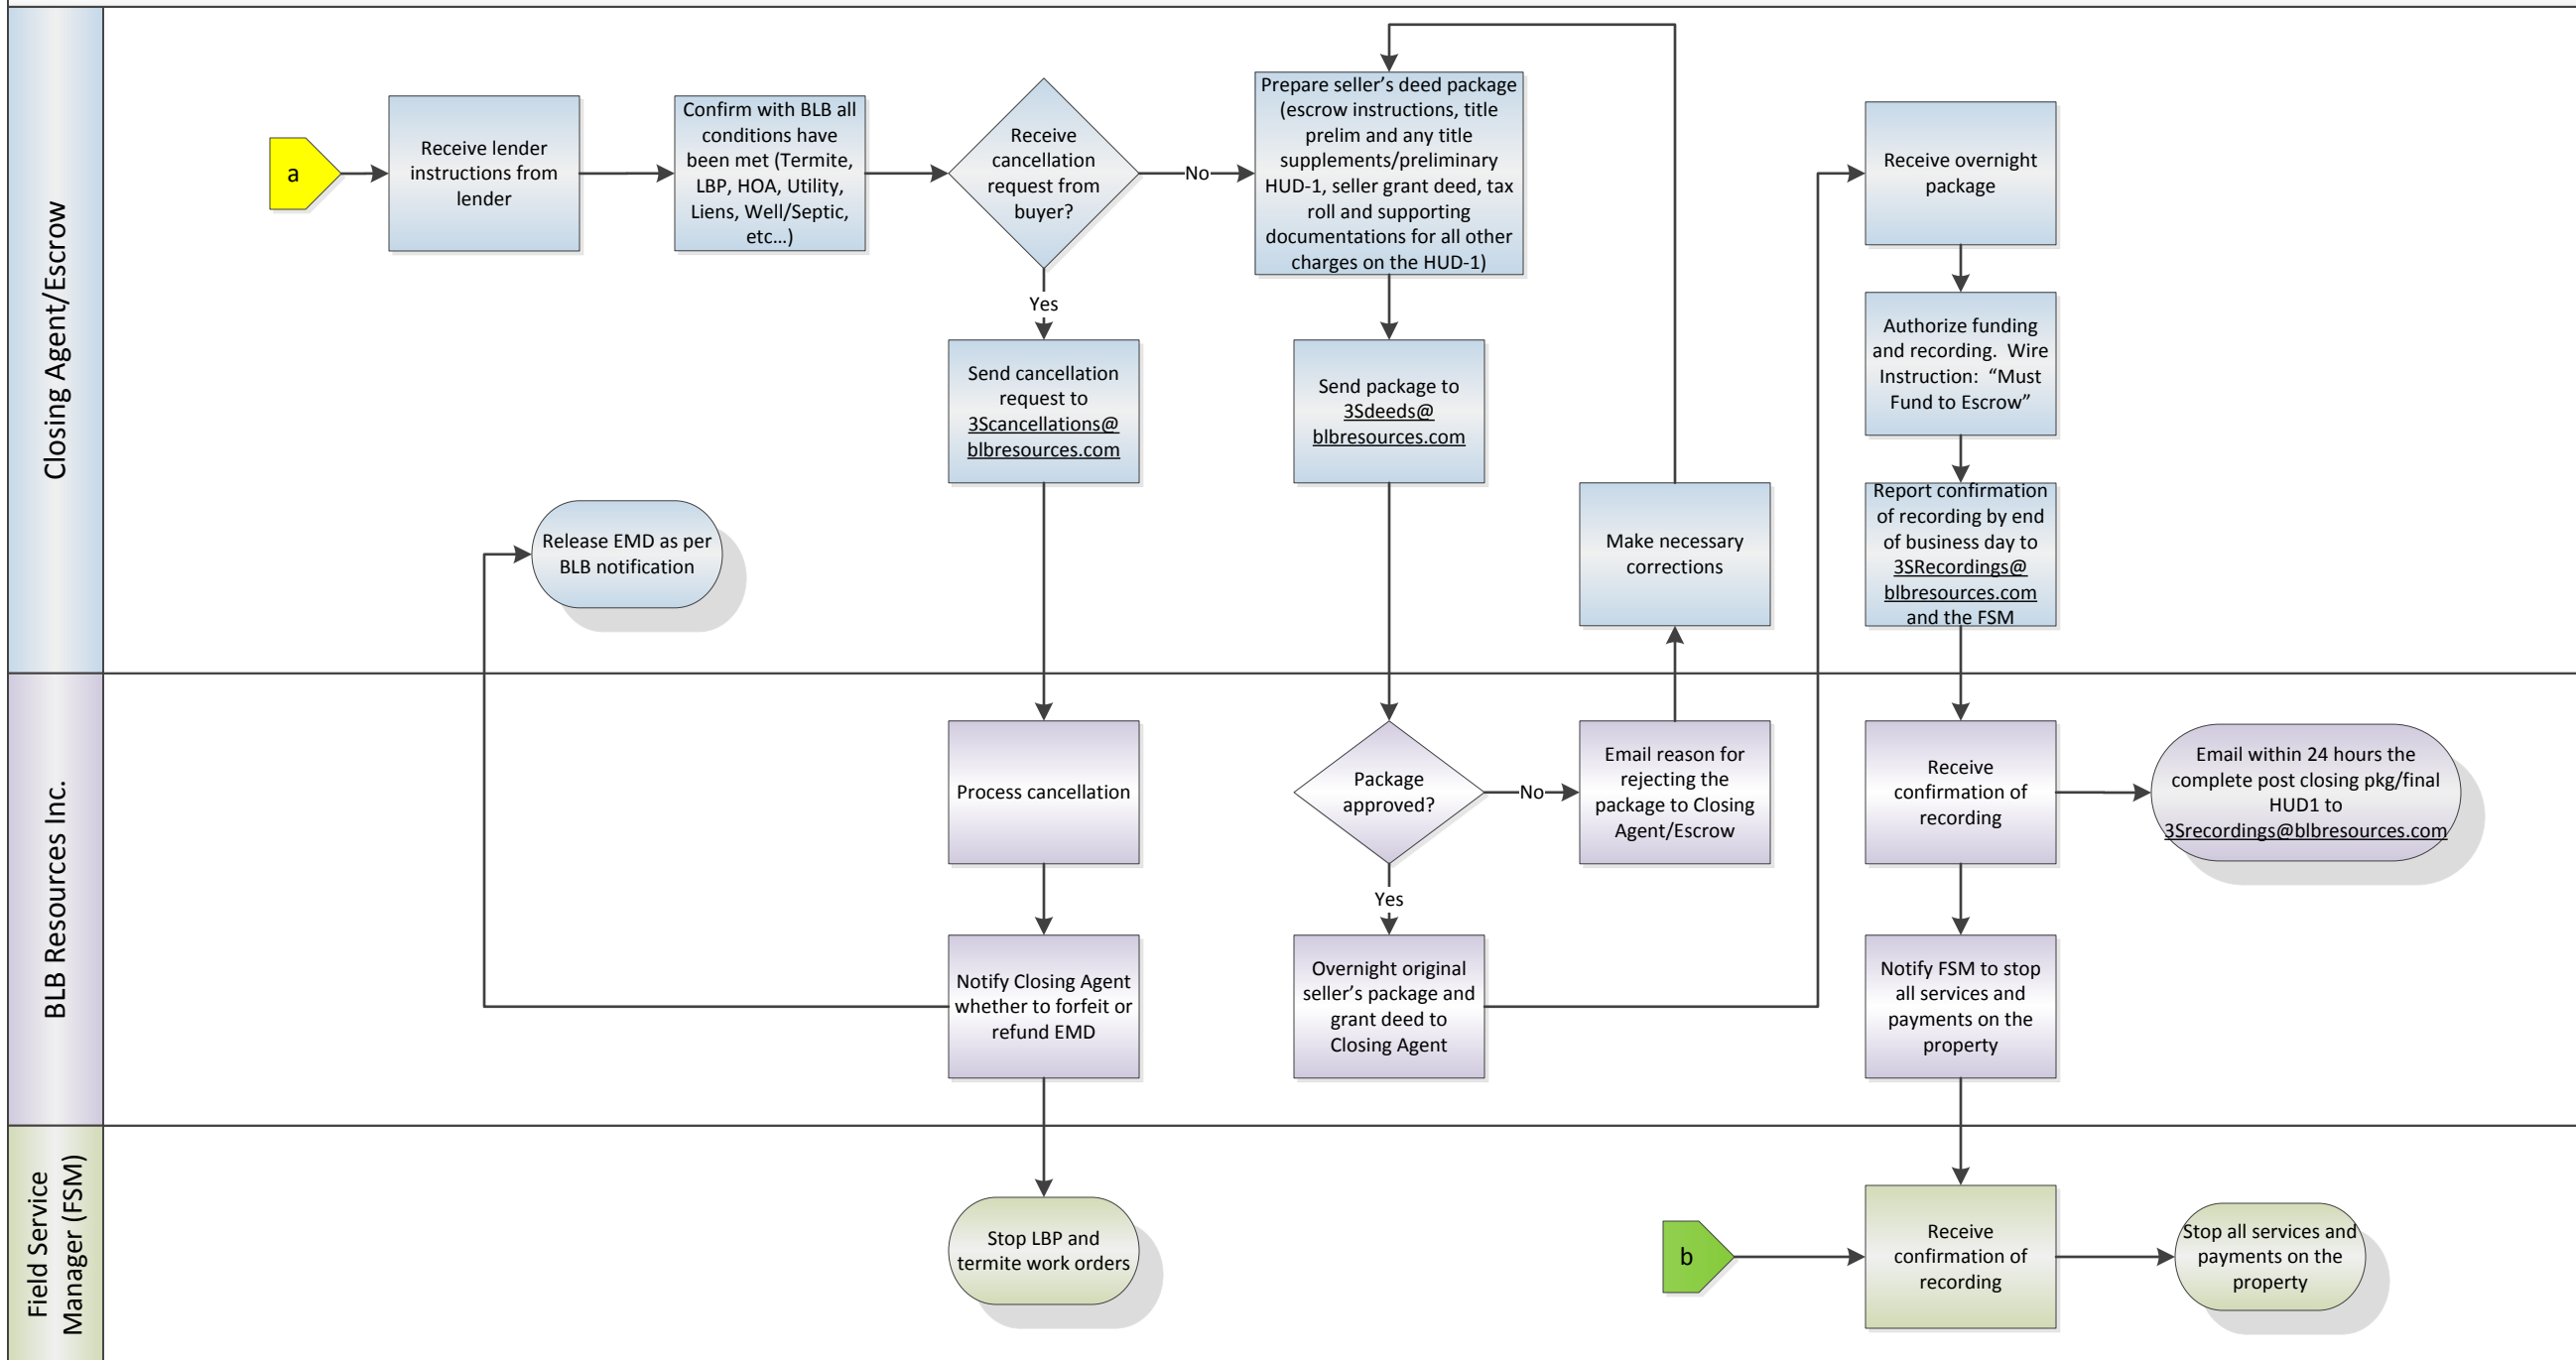 Closing Agent/Escrow
a
Receive lender
instructions from
lender
Confirm with BLB all
conditions have
been met (Termite,
LBP, HOA, Utility,
Liens, Well/Septic,
etc…)
Receive
cancellation
request from
buyer?
No
Yes
Prepare seller’s deed package
(escrow instructions, title
prelim and any title
supplements/preliminary
HUD-1, seller grant deed, tax
roll and supporting
documentations for all other
charges on the HUD-1)
Send cancellation
request to
3Scancellations@
blbresources.com
Send package to
3Sdeeds@
blbresources.com
Release EMD as per
BLB notification
Make necessary
corrections
Receive overnight
package
Authorize funding
and recording.  Wire
Instruction:  “Must
Fund to Escrow”
Report confirmation
of recording by end
of business day to
3SRecordings@
blbresources.com
and the FSM
BLB Resources Inc.
Process cancellation
Notify Closing Agent
whether to forfeit or
refund EMD
Package
approved?
No
Yes
Email reason for
rejecting the
package to Closing
Agent/Escrow
Overnight original
seller’s package and
grant deed to
Closing Agent
Receive
confirmation of
recording
Email within 24 hours the
complete post closing pkg/final
HUD1 to
3Srecordings@blbresources.com
Notify FSM to stop
all services and
payments on the
property
Field Service
Manager (FSM)
Stop LBP and
termite work orders
b
Receive
confirmation of
recording
Stop all services and
payments on the
property